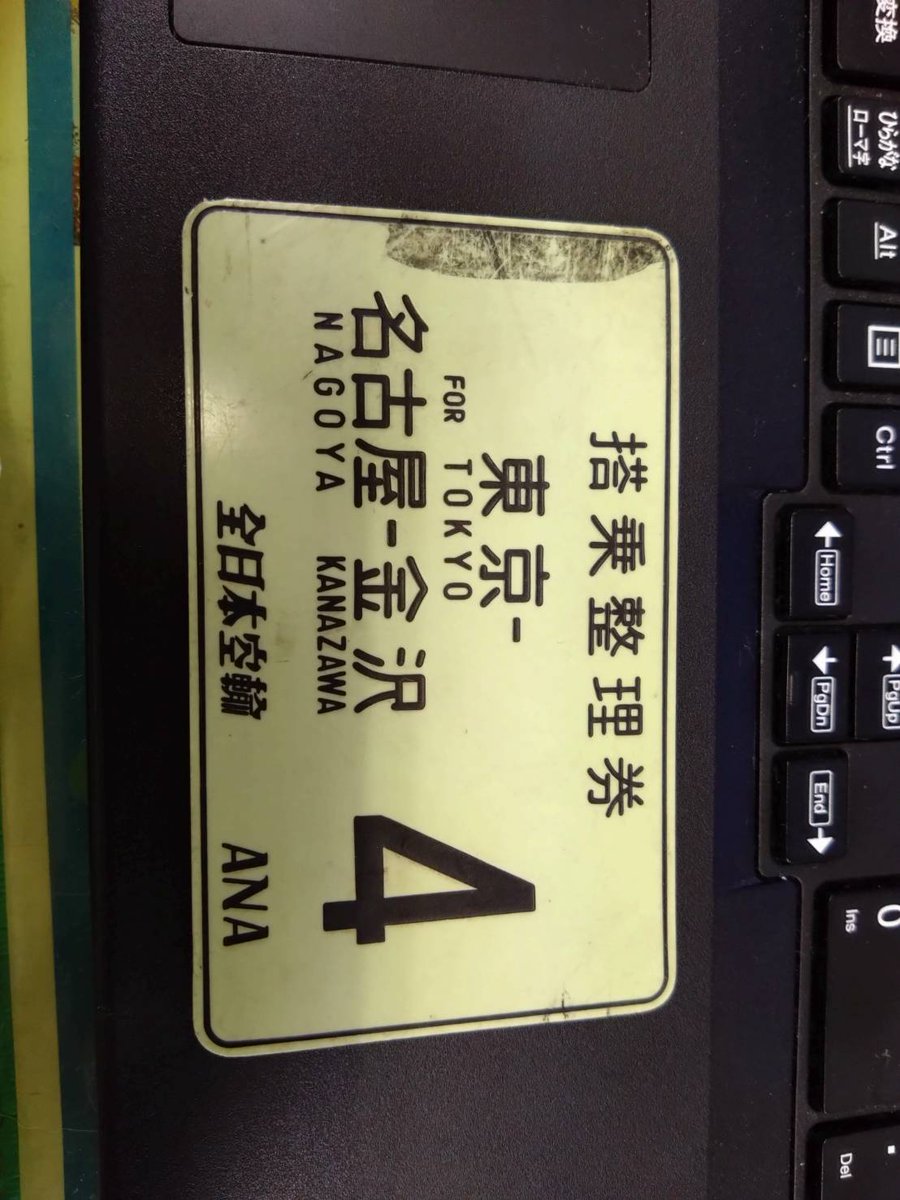 搭乗整理券
東京-
FOR TOKYO
名古屋-金沢
NAGOYA KANAZAWA
4
全日本空輸 ANA
変換
ひらがな
ローマ字
Alt
Ctrl
Home
PgUp
PgDn
End
0
Ins
.
Del